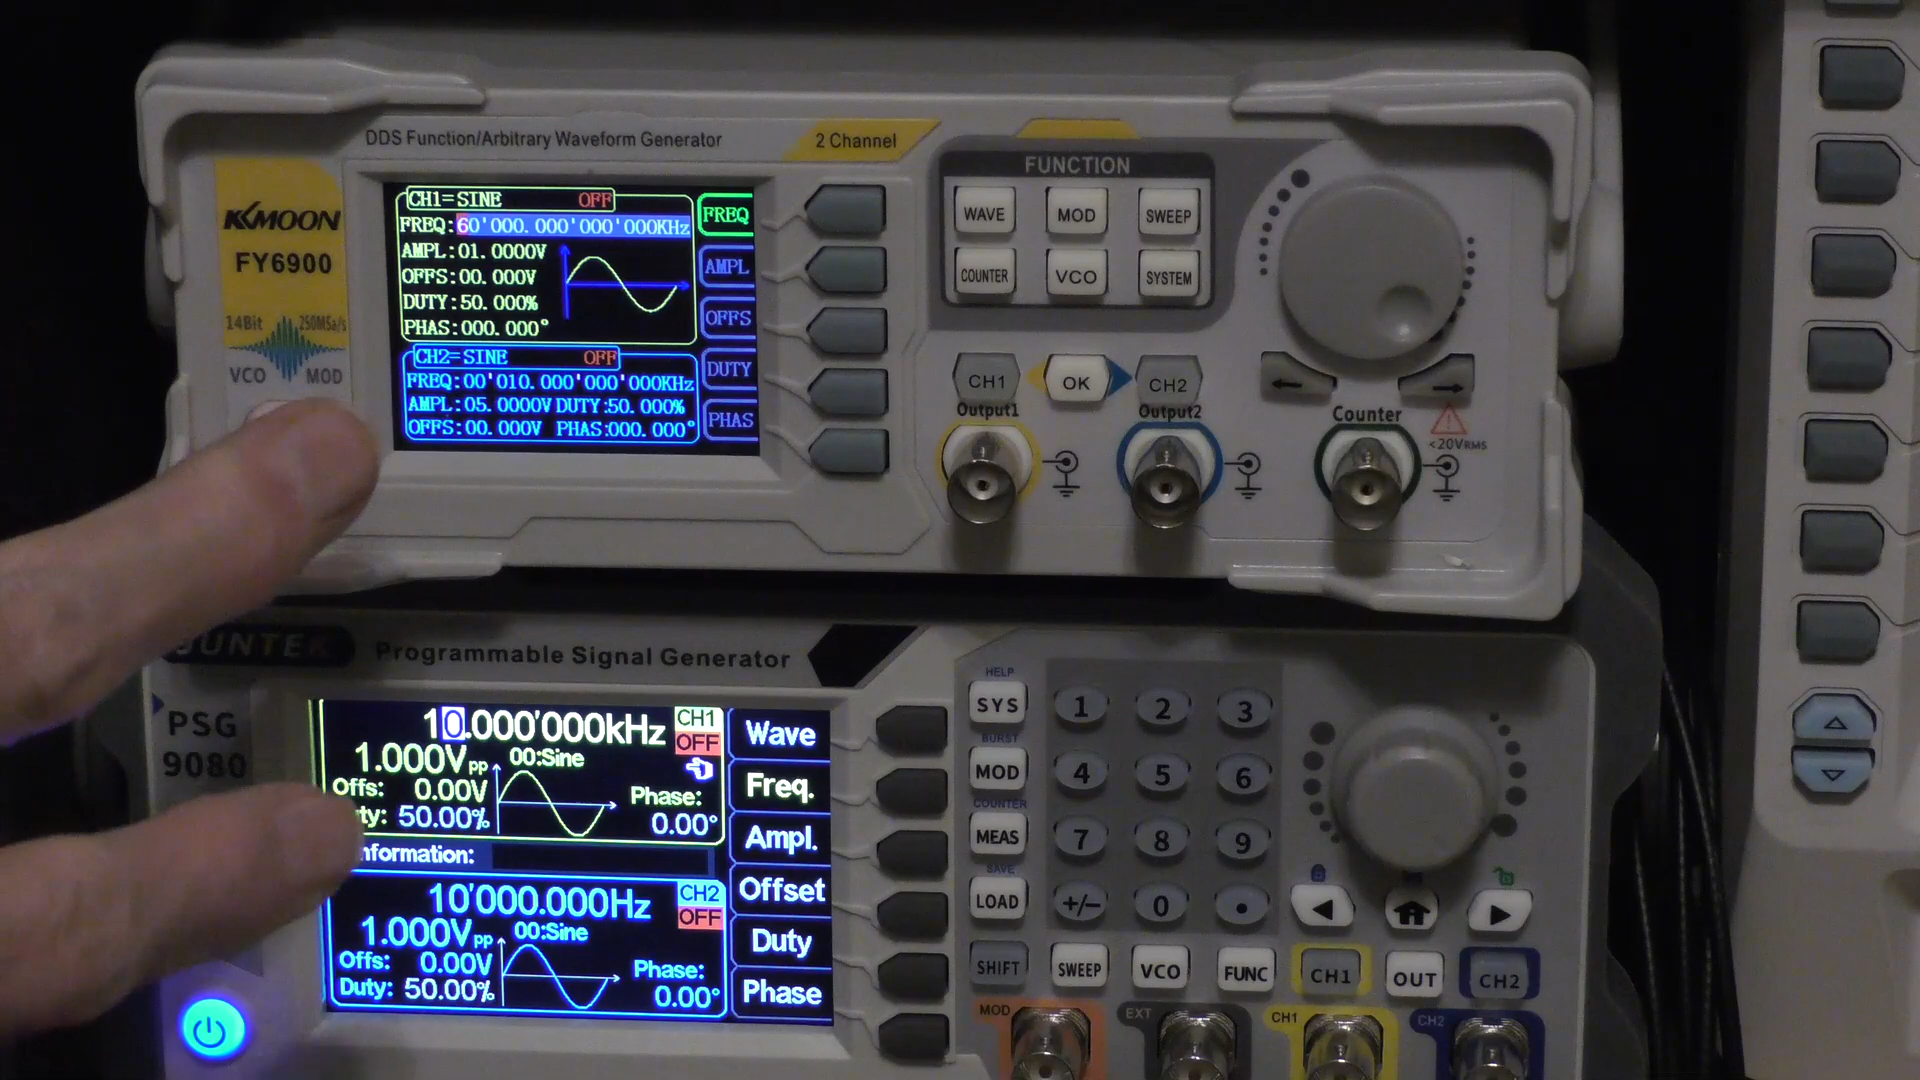 DDS Function/Arbitrary Waveform Generator
2 Channel
KKMOON
FY6900
14Bit 250MSa/s
VCO MOD
CH1=SINE OFF
FREQ:60'000.000'000'000KHz
AMPL:01.0000V
OFFS:00.000V
DUTY:50.000%
PHAS:000.000°
CH2=SINE OFF
FREQ:00'010.000'000'000KHz
AMPL:05.0000V DUTY:50.000%
OFFS:00.000V PHAS:000.000°
FREQ
AMPL
OFFS
DUTY
PHAS
FUNCTION
WAVE MOD SWEEP
COUNTER VCO SYSTEM
CH1 OK CH2
Output1 Output2 Counter
<20VRMS
JUNTEK
Programmable Signal Generator
PSG
9080
10.000'000kHz CH1
OFF
1.000Vpp 00:Sine
Offs: 0.00V Phase:
Duty: 50.00% 0.00°
Information:
10'000.000Hz CH2
OFF
1.000Vpp 00:Sine
Offs: 0.00V Phase:
Duty: 50.00% 0.00°
Wave
Freq.
Ampl.
Offset
Duty
Phase
HELP
SYS 1 2 3
BURST
MOD 4 5 6
COUNTER
MEAS 7 8 9
SAVE
LOAD +/- 0 •
SHIFT SWEEP VCO FUNC CH1 OUT CH2
MOD EXT CH1 CH2